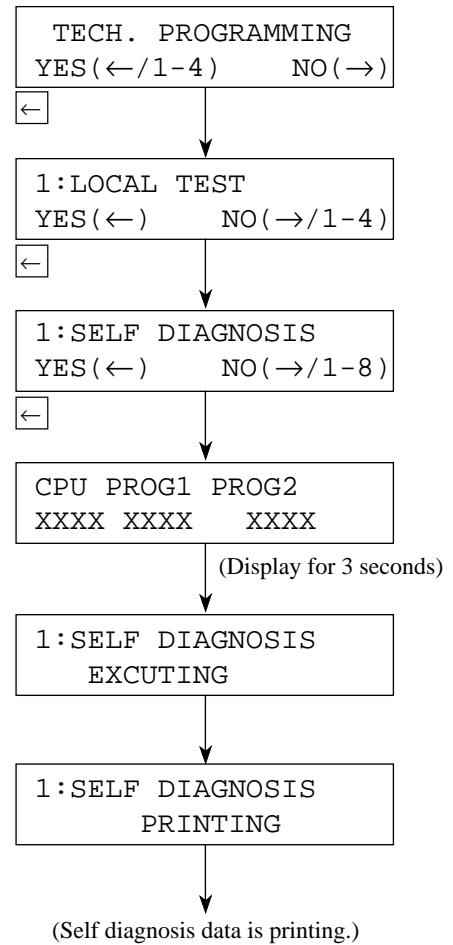 TECH. PROGRAMMING
YES(←/1-4) NO(→)
←
1:LOCAL TEST
YES(←) NO(→/1-4)
←
1:SELF DIAGNOSIS
YES(←) NO(→/1-8)
←
CPU PROG1 PROG2
XXXX XXXX XXXX
(Display for 3 seconds)
1:SELF DIAGNOSIS
EXCUTING
1:SELF DIAGNOSIS
PRINTING
(Self diagnosis data is printing.)